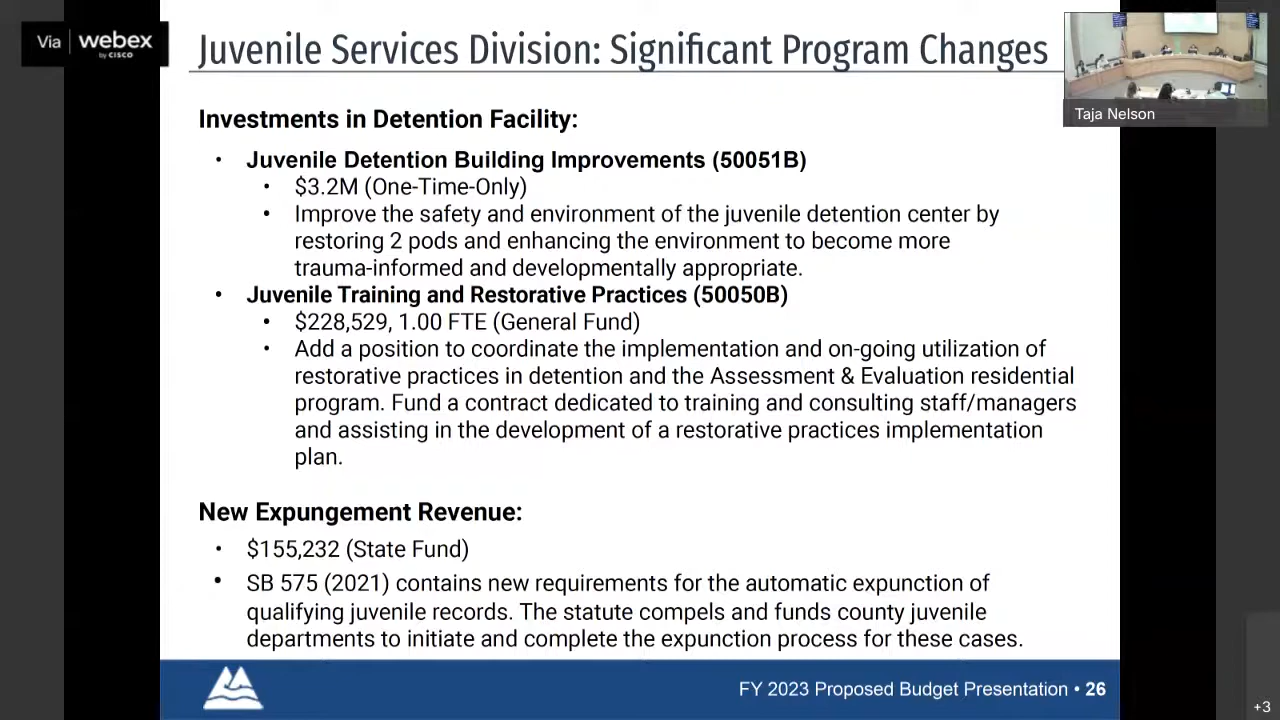 Via webex
by CISCO
Juvenile Services Division: Significant Program Changes
Taja Nelson
Investments in Detention Facility:
• Juvenile Detention Building Improvements (50051B)
• $3.2M (One-Time-Only)
• Improve the safety and environment of the juvenile detention center by
restoring 2 pods and enhancing the environment to become more
trauma-informed and developmentally appropriate.
• Juvenile Training and Restorative Practices (50050B)
• $228,529, 1.00 FTE (General Fund)
• Add a position to coordinate the implementation and on-going utilization of
restorative practices in detention and the Assessment & Evaluation residential
program. Fund a contract dedicated to training and consulting staff/managers
and assisting in the development of a restorative practices implementation
plan.
New Expungement Revenue:
• $155,232 (State Fund)
• SB 575 (2021) contains new requirements for the automatic expunction of
qualifying juvenile records. The statute compels and funds county juvenile
departments to initiate and complete the expunction process for these cases.
FY 2023 Proposed Budget Presentation • 26
+3